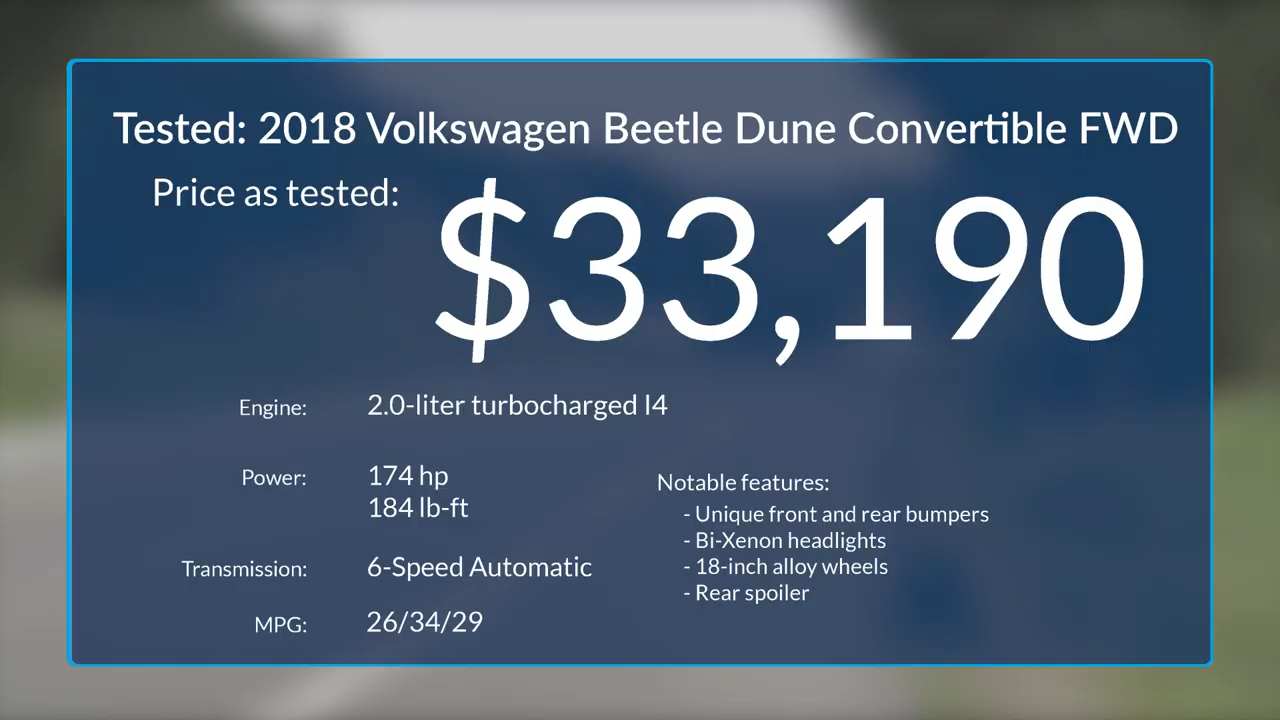 Tested: 2018 Volkswagen Beetle Dune Convertible FWD
Price as tested:
$33,190
Engine: 2.0-liter turbocharged I4
Power: 174 hp
184 lb-ft
Transmission: 6-Speed Automatic
MPG: 26/34/29
Notable features:
- Unique front and rear bumpers
- Bi-Xenon headlights
- 18-inch alloy wheels
- Rear spoiler